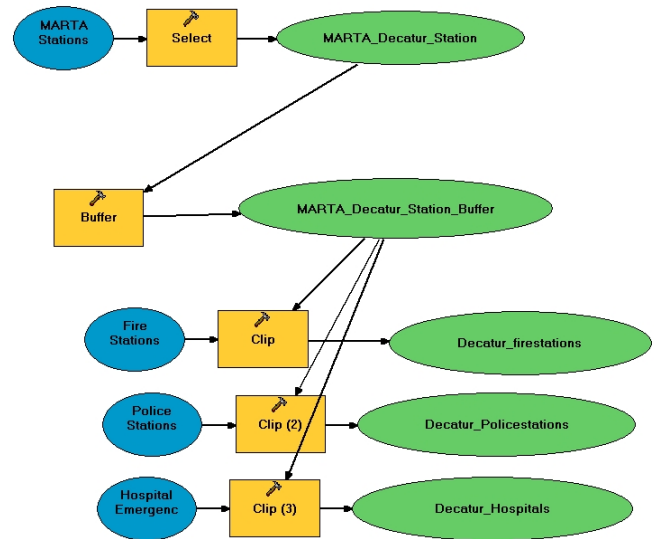 MARTA
Stations
Select
MARTA_Decatur_Station
Buffer
MARTA_Decatur_Station_Buffer
Fire
Stations
Clip
Decatur_firestations
Police
Stations
Clip (2)
Decatur_Policestations
Hospital
Emergenc
Clip (3)
Decatur_Hospitals